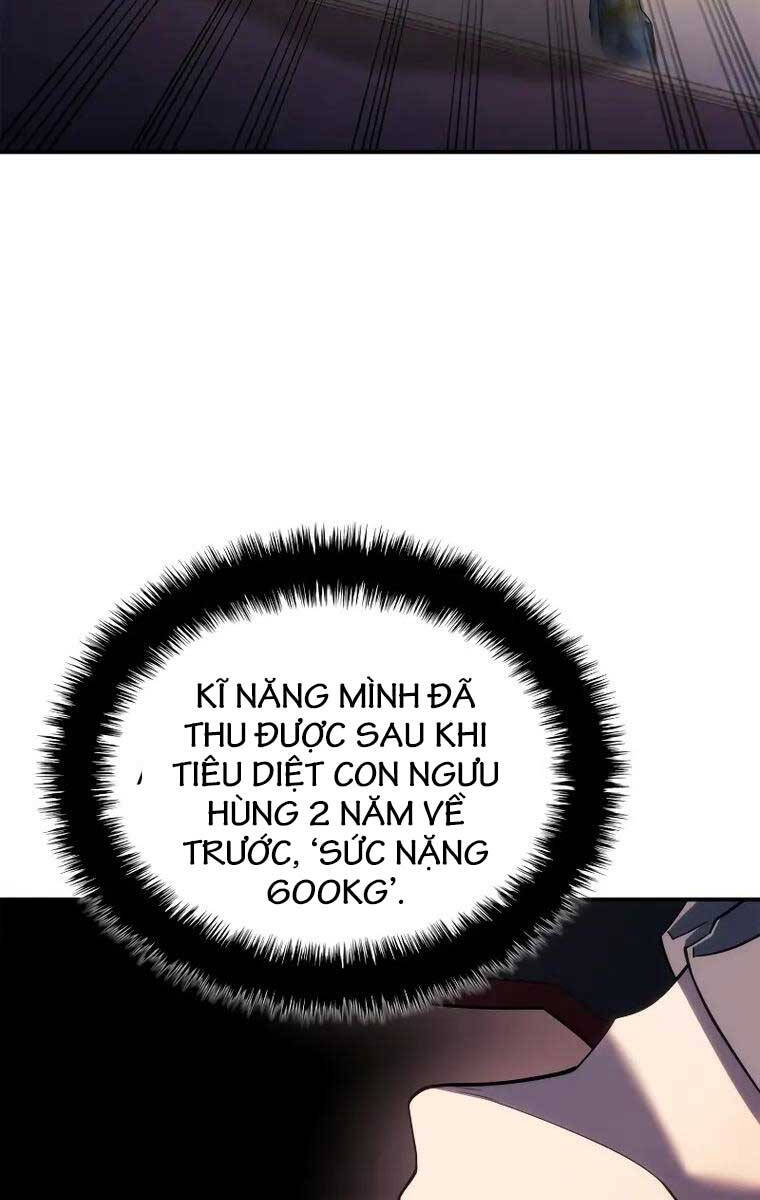 KĨ NĂNG MÌNH ĐÃ
THU ĐƯỢC SAU KHI
TIÊU DIỆT CON NGƯU
HÙNG 2 NĂM VỀ
TRƯỚC, ‘SỨC NẶNG
600KG’.